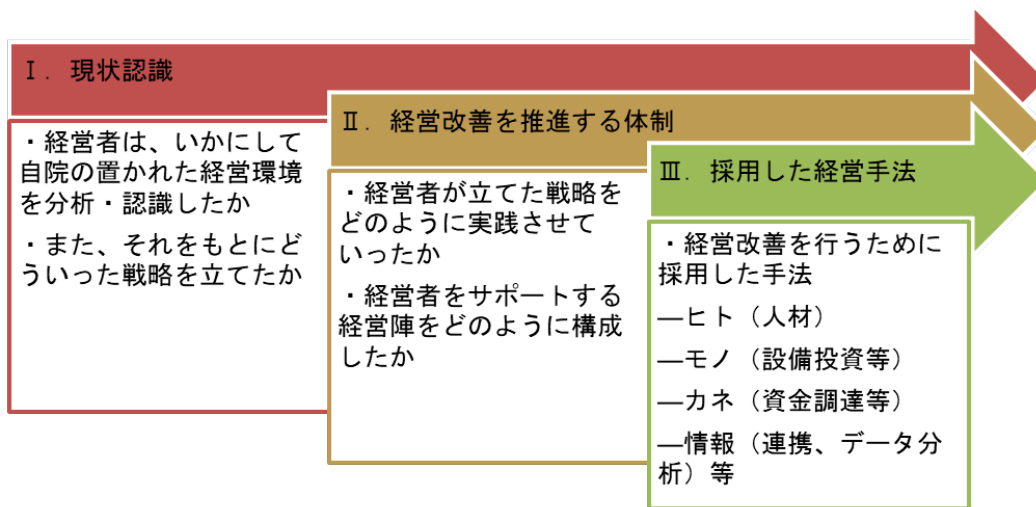 Ⅰ．現状認識
・経営者は、いかにして
自院の置かれた経営環境
を分析・認識したか
・また、それをもとにど
ういった戦略を立てたか
Ⅱ．経営改善を推進する体制
・経営者が立てた戦略を
どのように実践させて
いったか
・経営者をサポートする
経営陣をどのように構成
したか
Ⅲ．採用した経営手法
・経営改善を行うために
採用した手法
―ヒト（人材）
―モノ（設備投資等）
―カネ（資金調達等）
―情報（連携、データ分
析）等